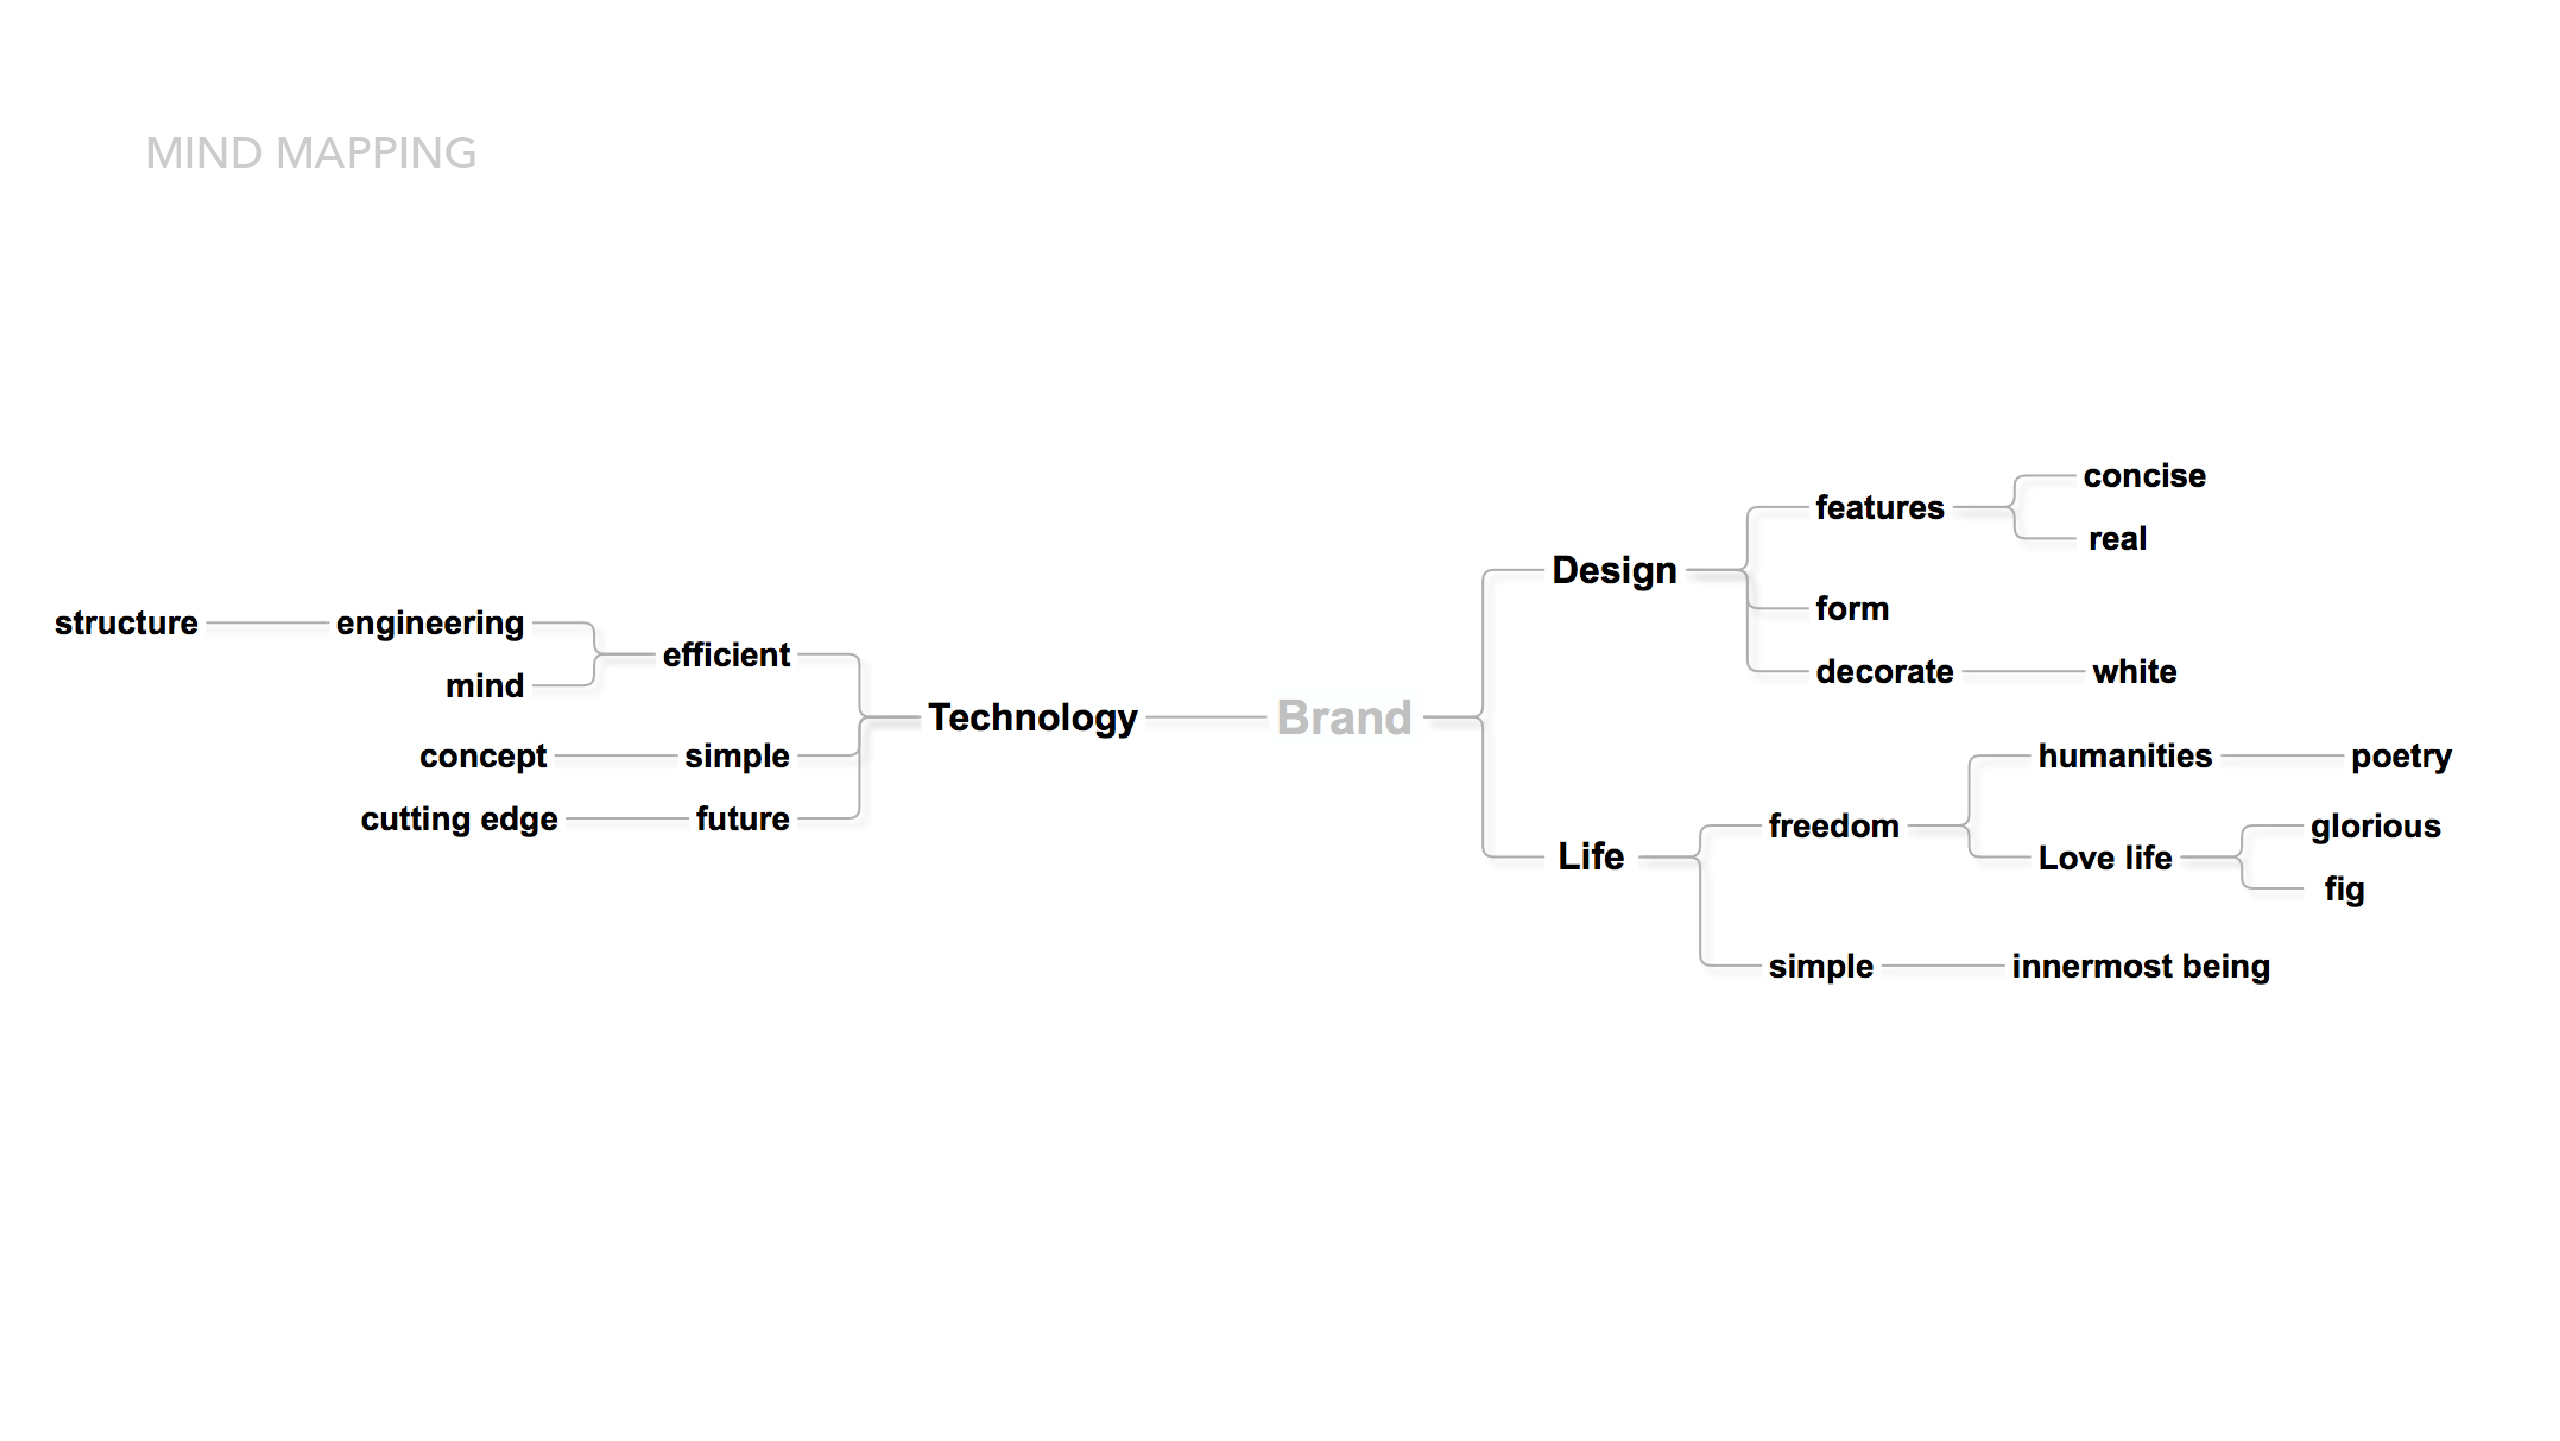 MIND MAPPING
concise
features
real
Design
form
structure
engineering
efficient
decorate
white
mind
Technology
Brand
concept
simple
humanities
poetry
cutting edge
future
freedom
glorious
Life
Love life
fig
simple
innermost being